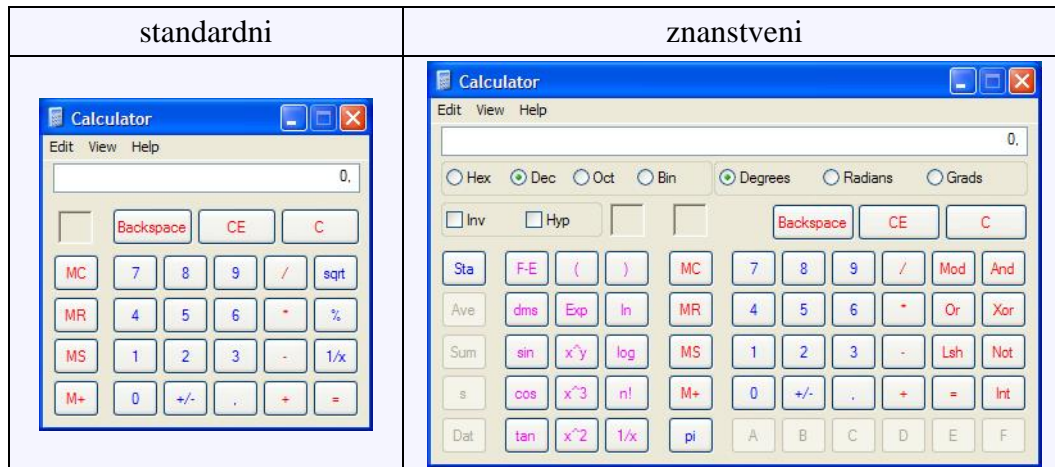 standardni
znanstveni
Calculator
Edit View Help
0,
Backspace CE C
MC 7 8 9 / sqrt
MR 4 5 6 * %
MS 1 2 3 - 1/x
M+ 0 +/- , + =
Calculator
Edit View Help
0,
Hex Dec Oct Bin Degrees Radians Grads
Inv Hyp Backspace CE C
Sta F-E ( ) MC 7 8 9 / Mod And
Ave dms Exp ln MR 4 5 6 * Or Xor
Sum sin x^y log MS 1 2 3 - Lsh Not
s cos x^3 n! M+ 0 +/- , + = Int
Dat tan x^2 1/x pi A B C D E F